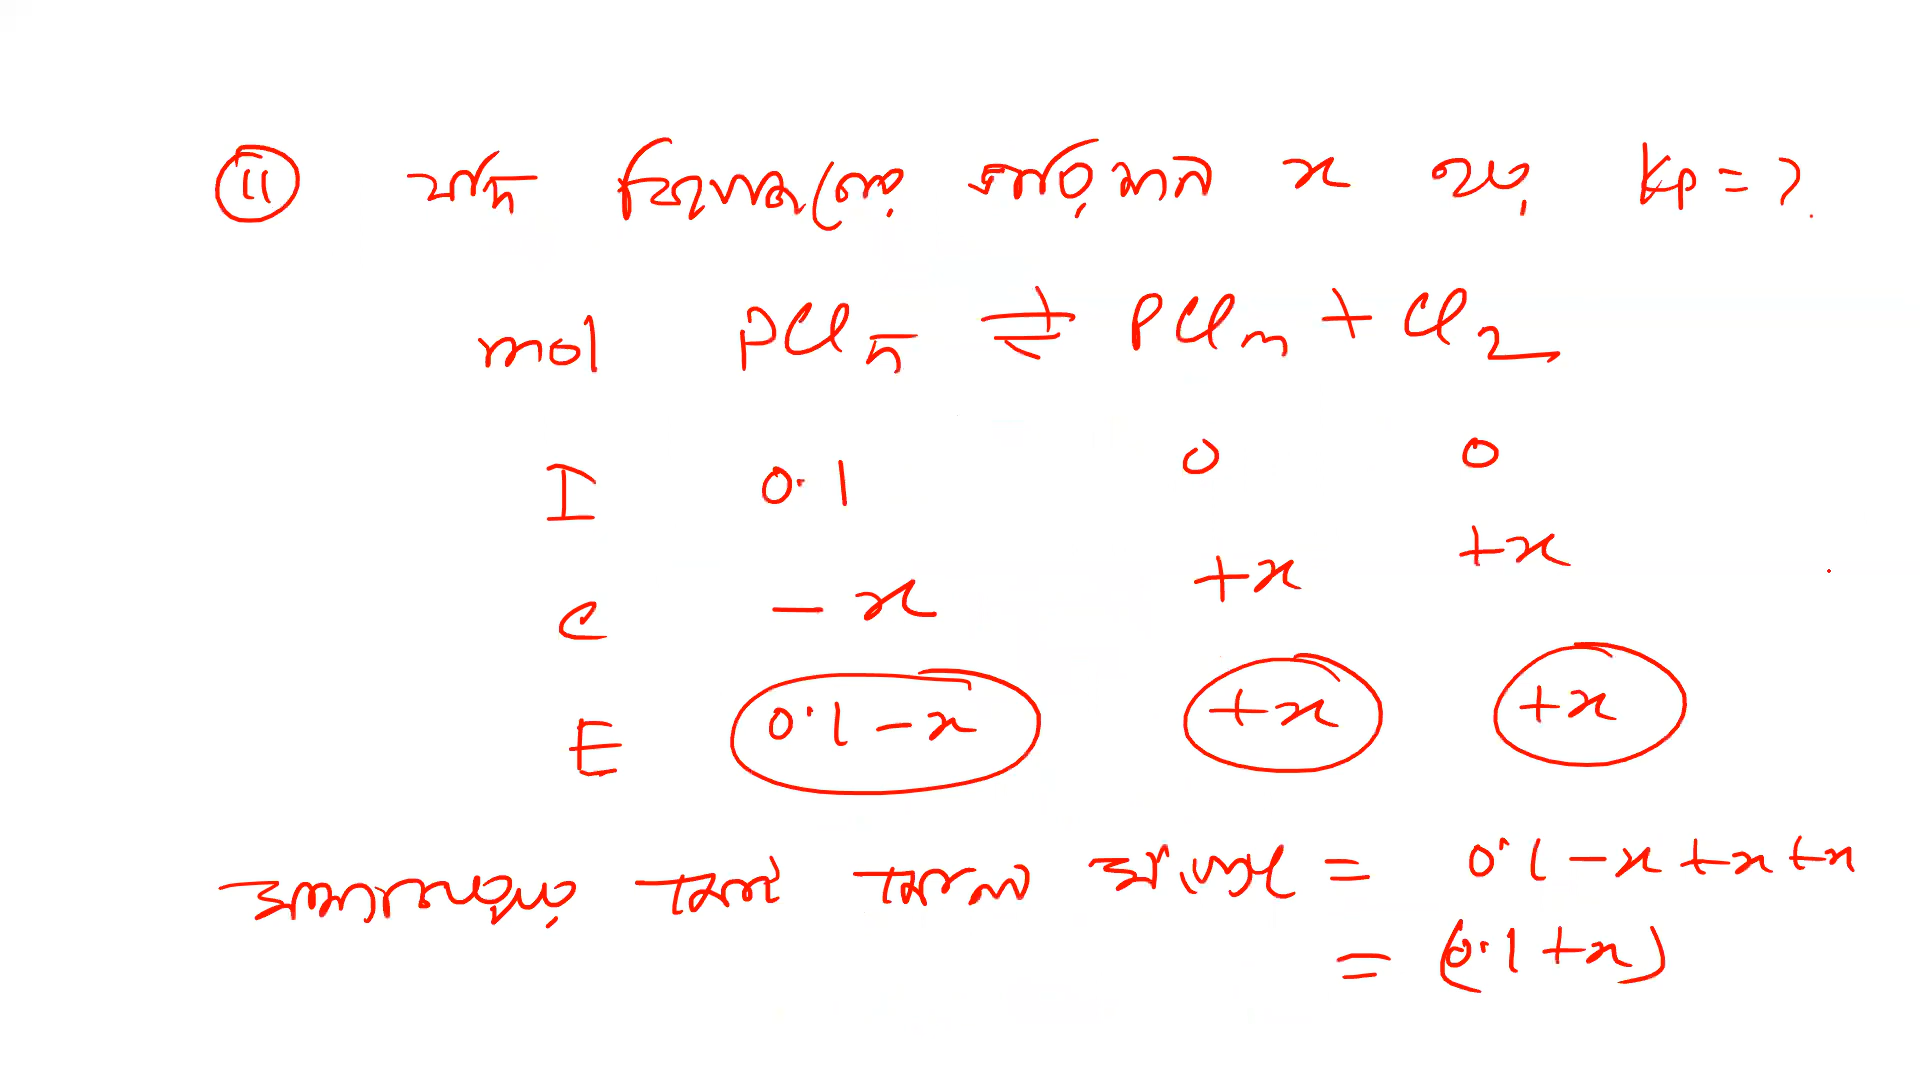 (11) যদি বিয়োজনের পরিমান x হয়, Kp = ?
mol PCl5 ⇌ PCl3 + Cl2
I 0.1 0 0
C - x +x +x
E 0.1 - x +x +x
সাম্যাবস্থায় মোট মোল সংখ্যা = 0.1 - x + x + x
= (0.1 + x)